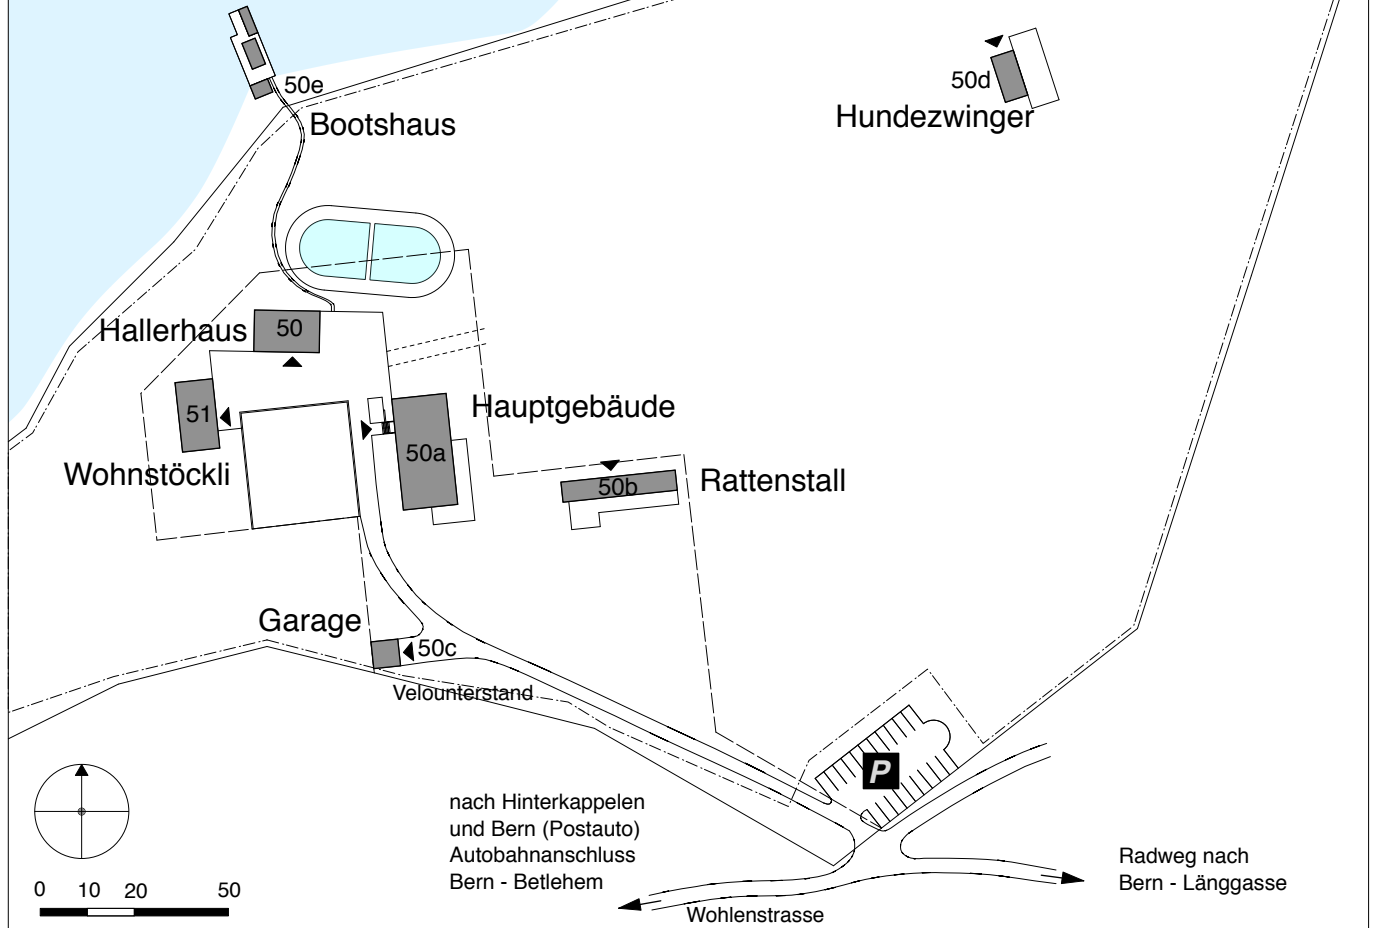 50e
Bootshaus
50d
Hundezwinger
Hallerhaus
50
51
Wohnstöckli
Hauptgebäude
50a
50b
Rattenstall
Garage
50c
Velounterstand
P
nach Hinterkappelen
und Bern (Postauto)
Autobahnanschluss
Bern - Betlehem
Radweg nach
Bern - Länggasse
0 10 20 50
Wohlenstrasse